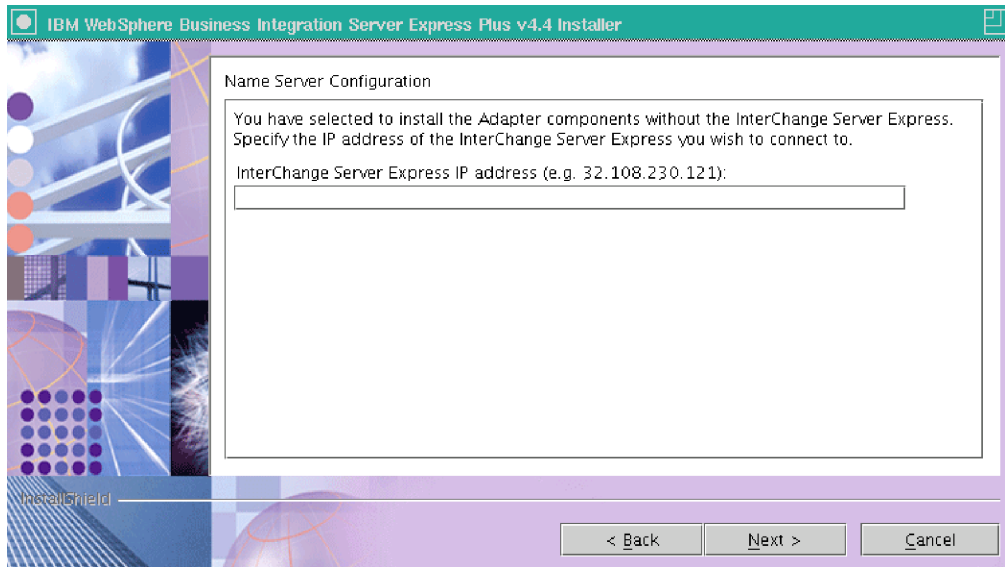 IBM WebSphere Business Integration Server Express Plus v4.4 Installer
Name Server Configuration
You have selected to install the Adapter components without the InterChange Server Express.
Specify the IP address of the InterChange Server Express you wish to connect to.
InterChange Server Express IP address (e.g. 32.108.230.121):
InstallShield
< Back
Next >
Cancel